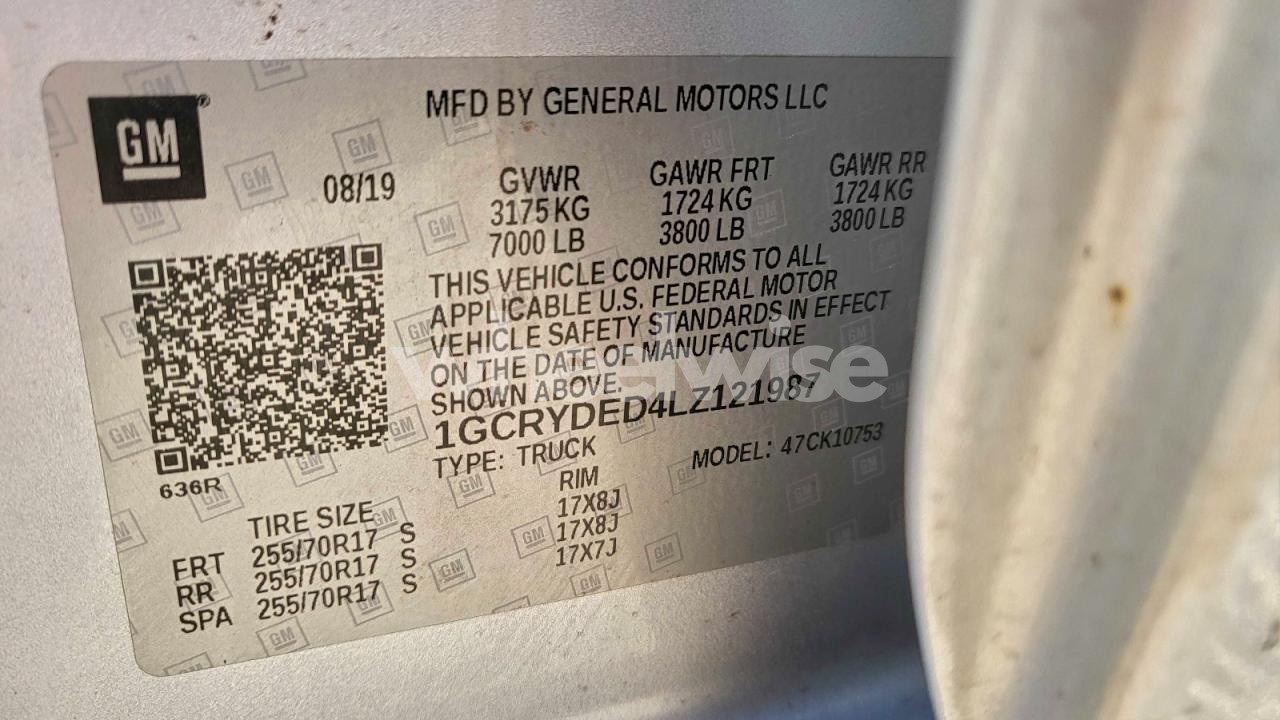 MFD BY GENERAL MOTORS LLC
GM ®
08/19
GVWR GAWR FRT GAWR RR
3175 KG 1724 KG 1724 KG
7000 LB 3800 LB 3800 LB
THIS VEHICLE CONFORMS TO ALL
APPLICABLE U.S. FEDERAL MOTOR
VEHICLE SAFETY STANDARDS IN EFFECT
ON THE DATE OF MANUFACTURE
SHOWN ABOVE.
1GCRYDED4LZ121987
TYPE: TRUCK MODEL: 47CK10753
636R
TIRE SIZE RIM
FRT 255/70R17 S 17X8J
RR 255/70R17 S 17X8J
SPA 255/70R17 S 17X7J